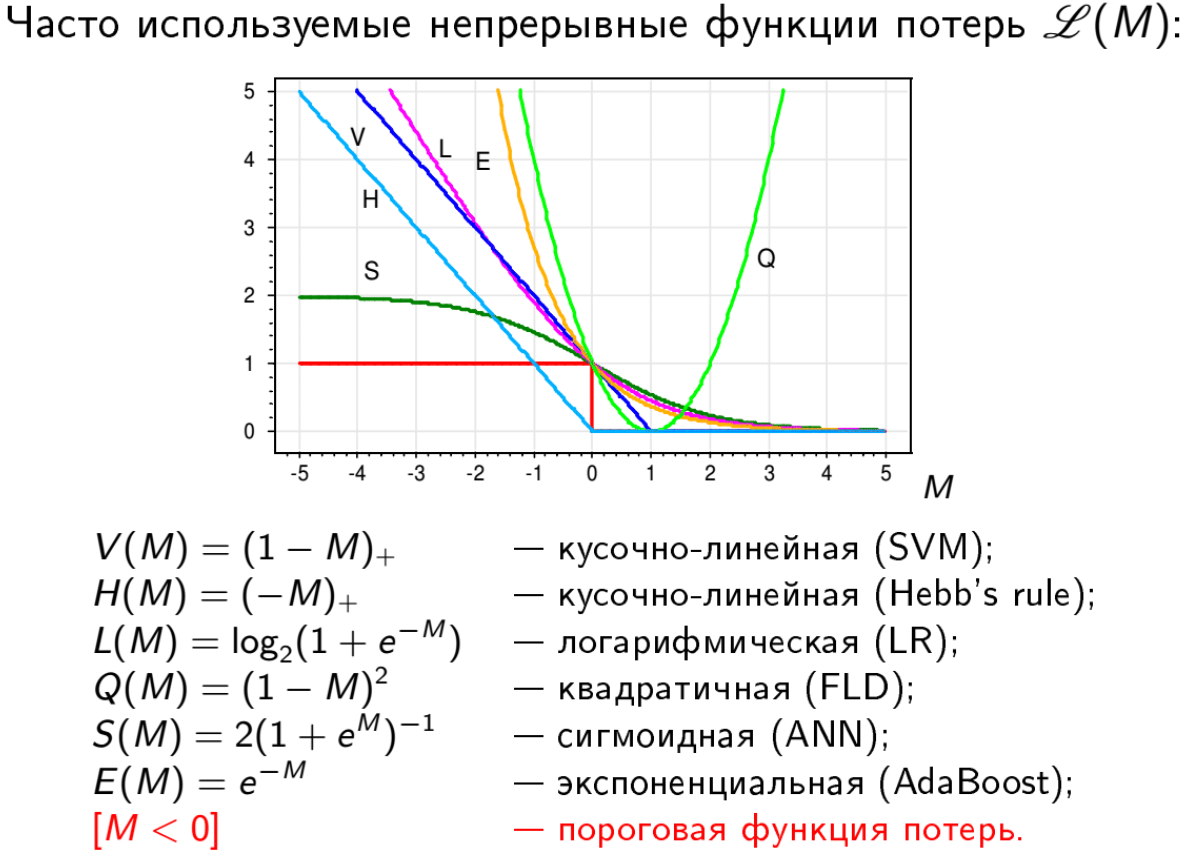 Часто используемые непрерывные функции потерь ℒ(M):
5
4
3
2
1
0
V
L
E
H
S
Q
-5 -4 -3 -2 -1 0 1 2 3 4 5
M
V(M) = (1 − M)₊ — кусочно-линейная (SVM);
H(M) = (−M)₊ — кусочно-линейная (Hebb's rule);
L(M) = log₂(1 + e⁻ᴹ) — логарифмическая (LR);
Q(M) = (1 − M)² — квадратичная (FLD);
S(M) = 2(1 + eᴹ)⁻¹ — сигмоидная (ANN);
E(M) = e⁻ᴹ — экспоненциальная (AdaBoost);
[M < 0] — пороговая функция потерь.